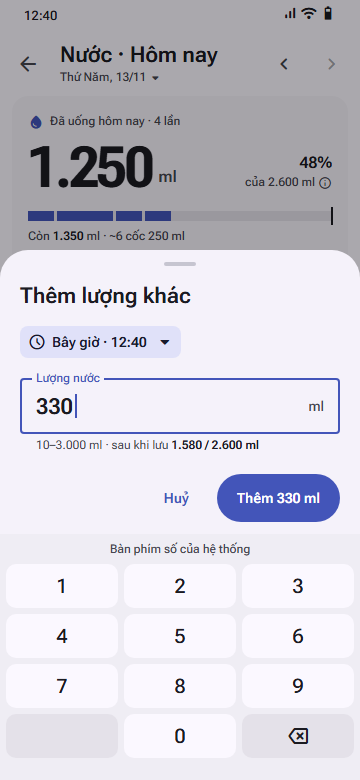 12:40
Nước · Hôm nay
Thứ Năm, 13/11
Đã uống hôm nay · 4 lần
1.250 ml
48%
của 2.600 ml
Còn 1.350 ml · ~6 cốc 250 ml
Thêm lượng khác
Bây giờ · 12:40
Lượng nước
330 ml
10–3.000 ml · sau khi lưu 1.580 / 2.600 ml
Huỷ Thêm 330 ml
Bàn phím số của hệ thống
1 2 3
4 5 6
7 8 9
0